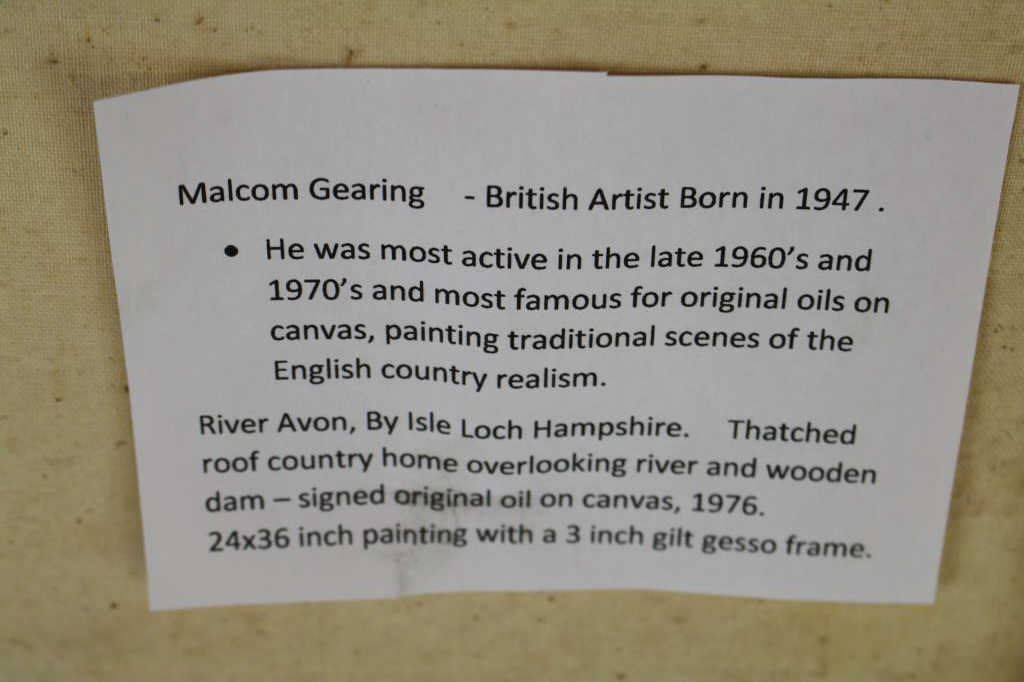 Malcom Gearing - British Artist Born in 1947 .
• He was most active in the late 1960's and
1970's and most famous for original oils on
canvas, painting traditional scenes of the
English country realism.
River Avon, By Isle Loch Hampshire. Thatched
roof country home overlooking river and wooden
dam – signed original oil on canvas, 1976.
24x36 inch painting with a 3 inch gilt gesso frame.